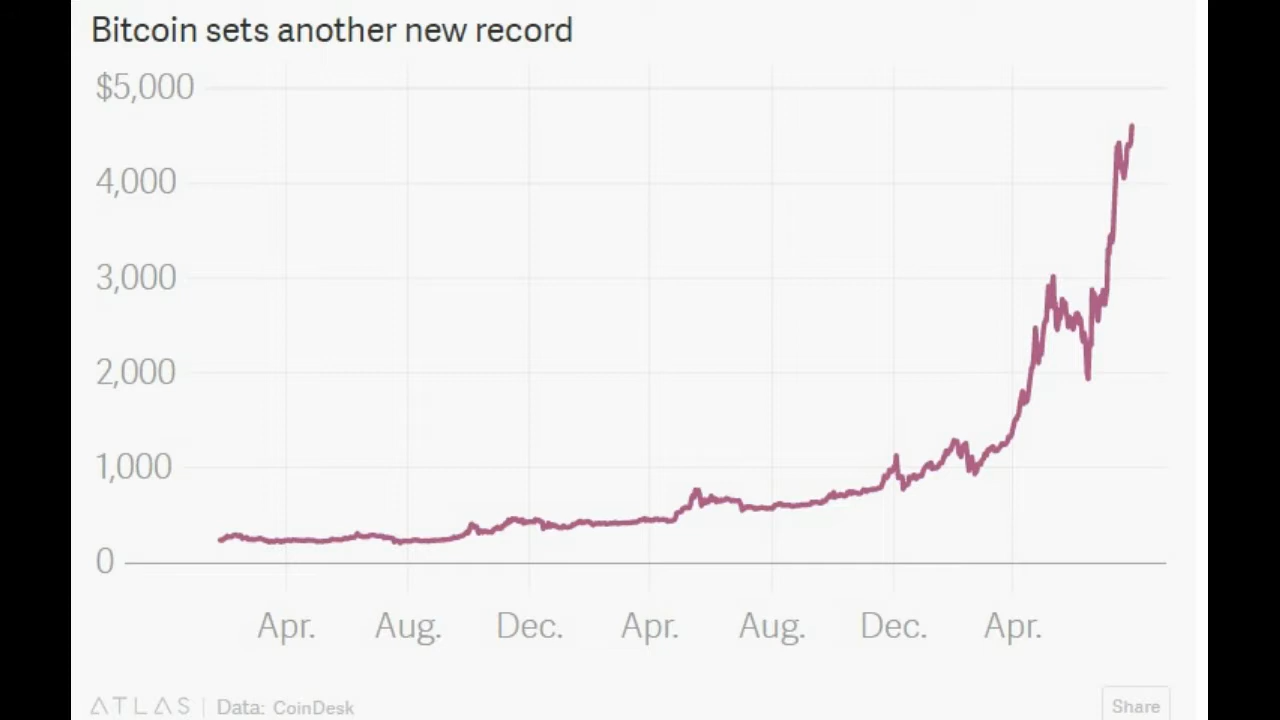 Bitcoin sets another new record
$5,000
4,000
3,000
2,000
1,000
0
Apr. Aug. Dec. Apr. Aug. Dec. Apr.
ATLAS | Data: CoinDesk Share